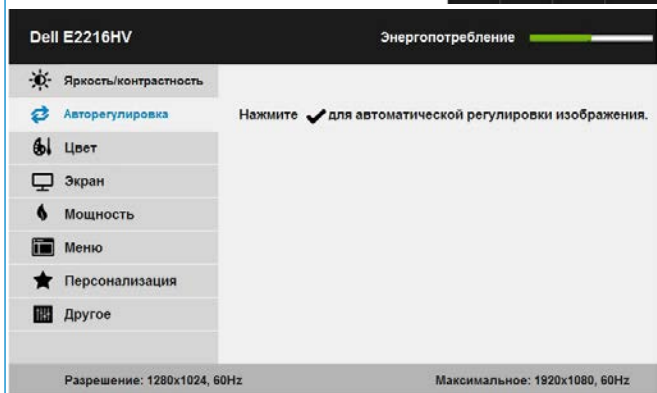 Dell E2216HV Энергопотребление
Яркость/контрастность
Авторегулировка
Нажмите ✔для автоматической регулировки изображения.
Цвет
Экран
Мощность
Меню
Персонализация
Другое
Разрешение: 1280x1024, 60Hz Максимальное: 1920x1080, 60Hz